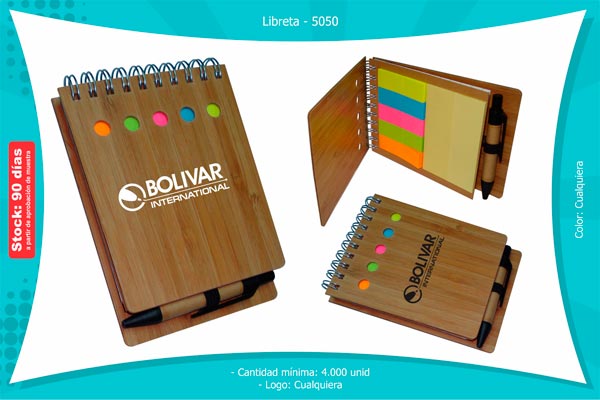 Libreta - 5050
Stock: 90 días
a partir de aprobación de muestra
BOLIVAR
INTERNATIONAL
BOLIVAR
INTERNATIONAL
Color: Cualquiera
- Cantidad mínima: 4.000 unid
- Logo: Cualquiera